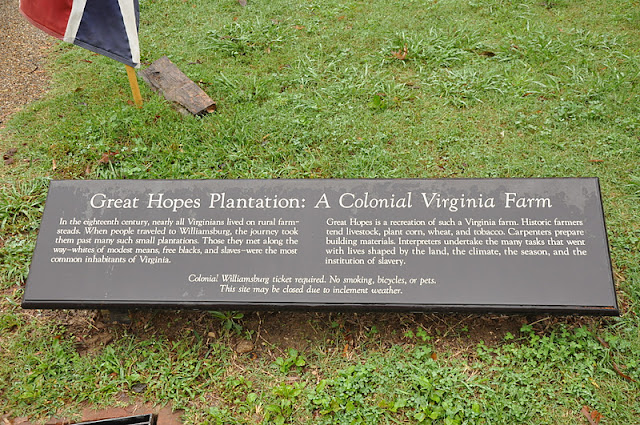 Great Hopes Plantation: A Colonial Virginia Farm
In the eighteenth century, nearly all Virginians lived on rural farm-
steads. When people traveled to Williamsburg, the journey took
them past many such small plantations. Those they met along the
way—whites of modest means, free blacks, and slaves—were the most
common inhabitants of Virginia.
Great Hopes is a recreation of such a Virginia farm. Historic farmers
tend livestock, plant corn, wheat, and tobacco. Carpenters prepare
building materials. Interpreters undertake the many tasks that went
with lives shaped by the land, the climate, the season, and the
institution of slavery.
Colonial Williamsburg ticket required. No smoking, bicycles, or pets.
This site may be closed due to inclement weather.